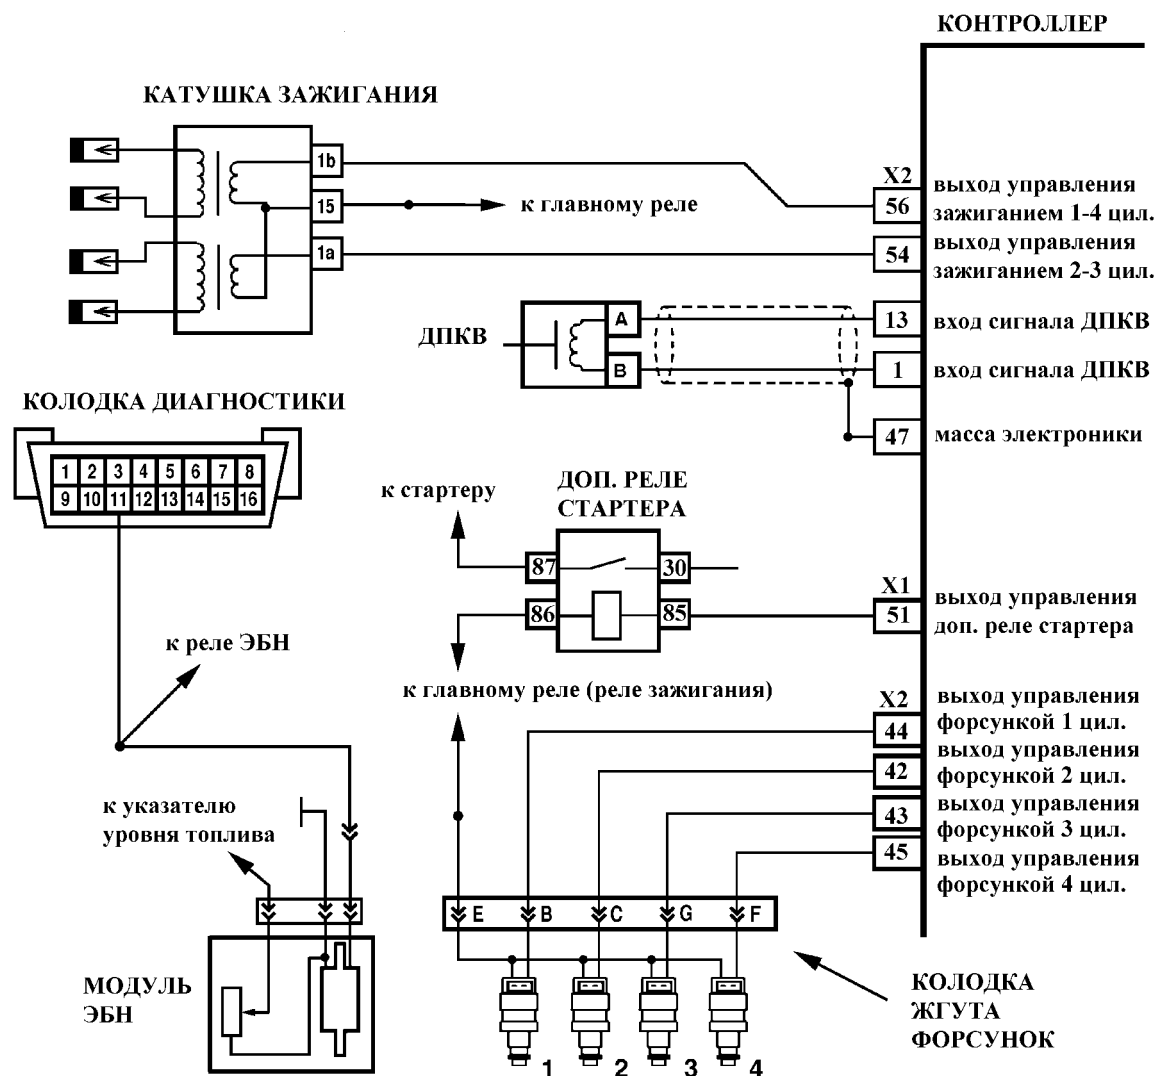 КОНТРОЛЛЕР
КАТУШКА ЗАЖИГАНИЯ
1b
15
1a
к главному реле
X2
56
выход управления
зажиганием 1-4 цил.
54
выход управления
зажиганием 2-3 цил.
ДПКВ
A
B
13
вход сигнала ДПКВ
1
вход сигнала ДПКВ
47
масса электроники
КОЛОДКА ДИАГНОСТИКИ
1 2 3 4 5 6 7 8
9 10 11 12 13 14 15 16
к стартеру
ДОП. РЕЛЕ
СТАРТЕРА
87
30
86
85
X1
51
выход управления
доп. реле стартера
к реле ЭБН
к главному реле (реле зажигания)
X2
44
выход управления
форсункой 1 цил.
42
выход управления
форсункой 2 цил.
43
выход управления
форсункой 3 цил.
45
выход управления
форсункой 4 цил.
к указателю
уровня топлива
E B C G F
МОДУЛЬ
ЭБН
КОЛОДКА
ЖГУТА
ФОРСУНОК
1 2 3 4